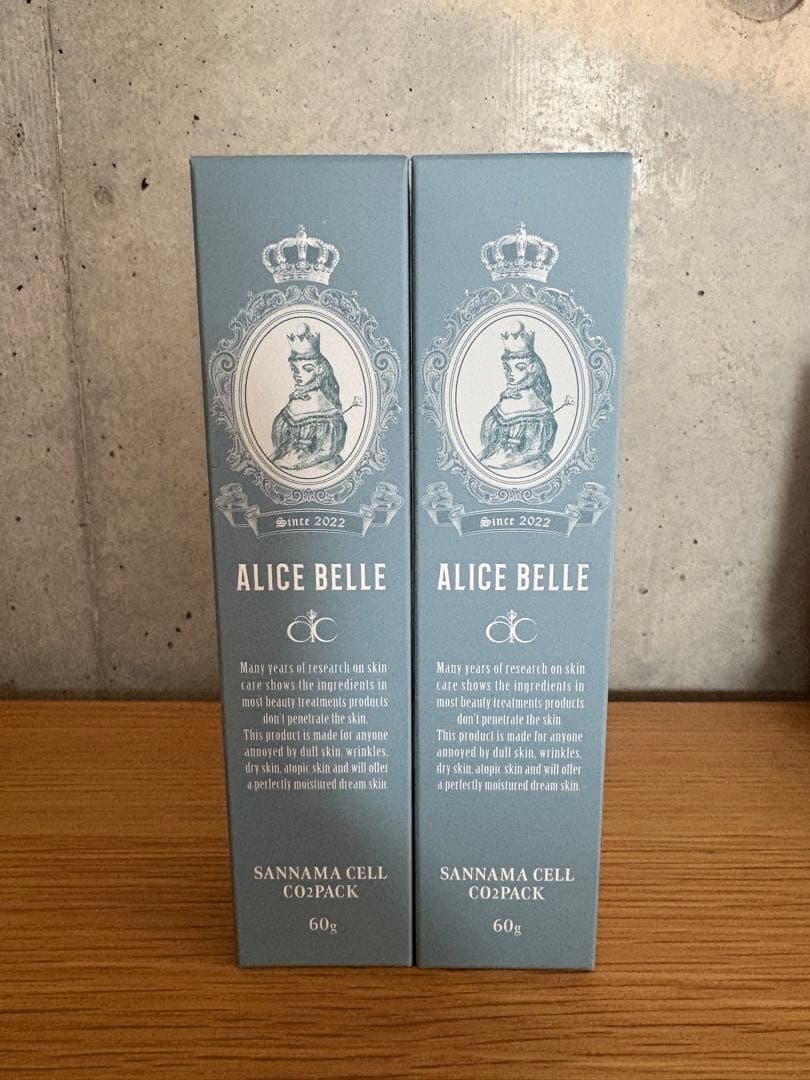 Since 2022
ALICE BELLE
Many years of research on skin
care shows the ingredients in
most beauty treatments products
don't penetrate the skin.
This product is made for anyone
annoyed by dull skin, wrinkles,
dry skin, atopic skin and will offer
a perfectly moistured dream skin.
SANNAMA CELL
CO2PACK
60g
Since 2022
ALICE BELLE
Many years of research on skin
care shows the ingredients in
most beauty treatments products
don't penetrate the skin.
This product is made for anyone
annoyed by dull skin, wrinkles,
dry skin, atopic skin and will offer
a perfectly moistured dream skin.
SANNAMA CELL
CO2PACK
60g